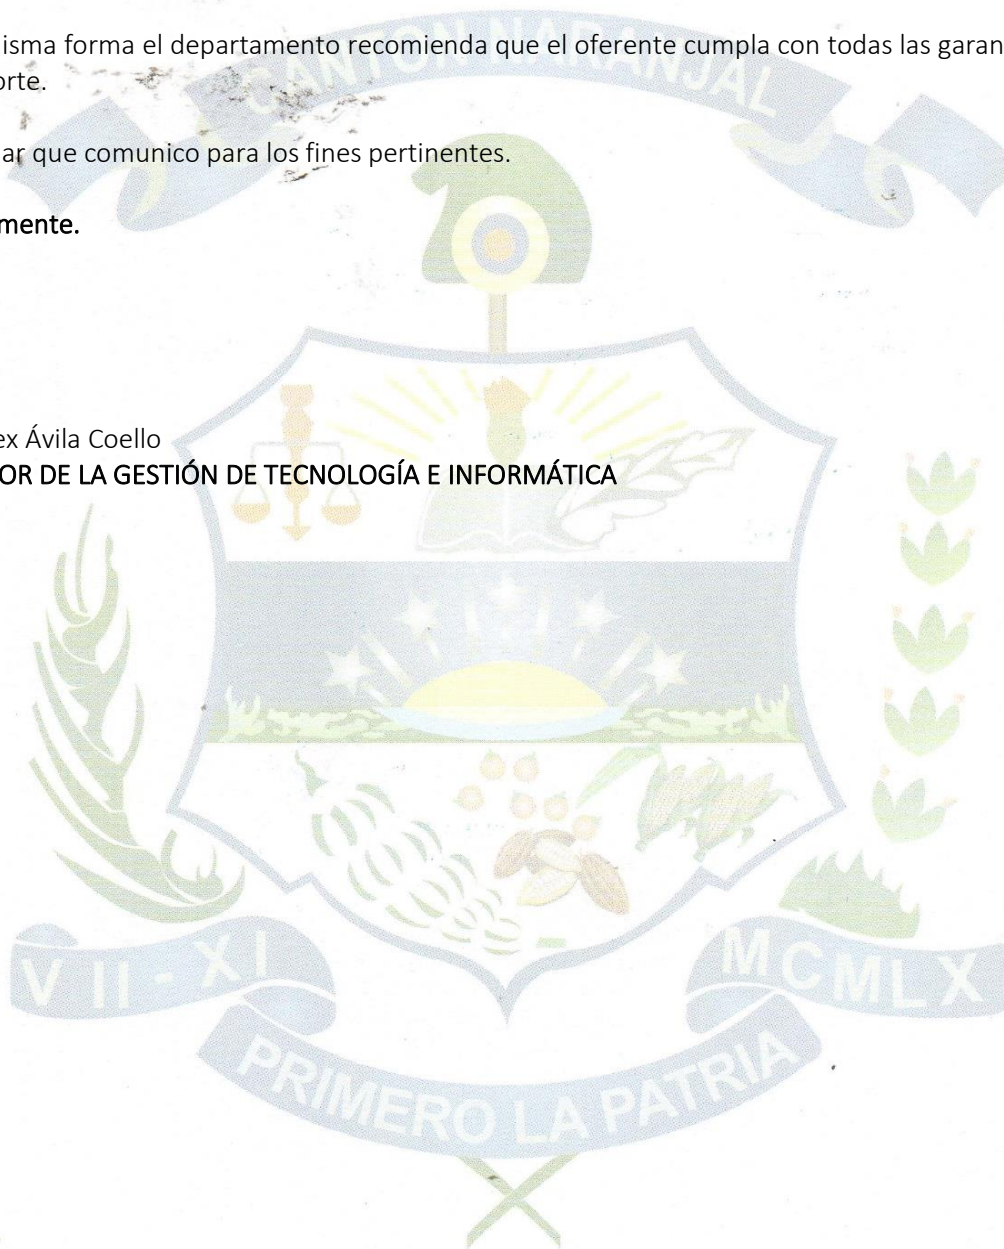 CANTON NARANJAL
isma forma el departamento recomienda que el oferente cumpla con todas las garan
orte.
ar que comunico para los fines pertinentes.
mente.
ex Ávila Coello
OR DE LA GESTIÓN DE TECNOLOGÍA E INFORMÁTICA
VII - XI
MCMLX
PRIMERO LA PATRIA